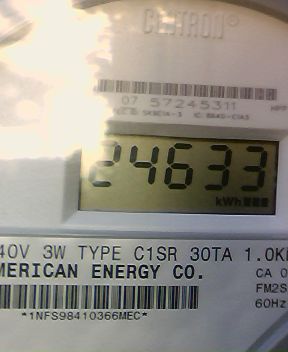 CENTRON®
07 57245311
24633
kWh
40V 3W TYPE C1SR 30TA 1.0K
MERICAN ENERGY CO.
CA 0
FM2S
60Hz
*1NFS98410366MEC*